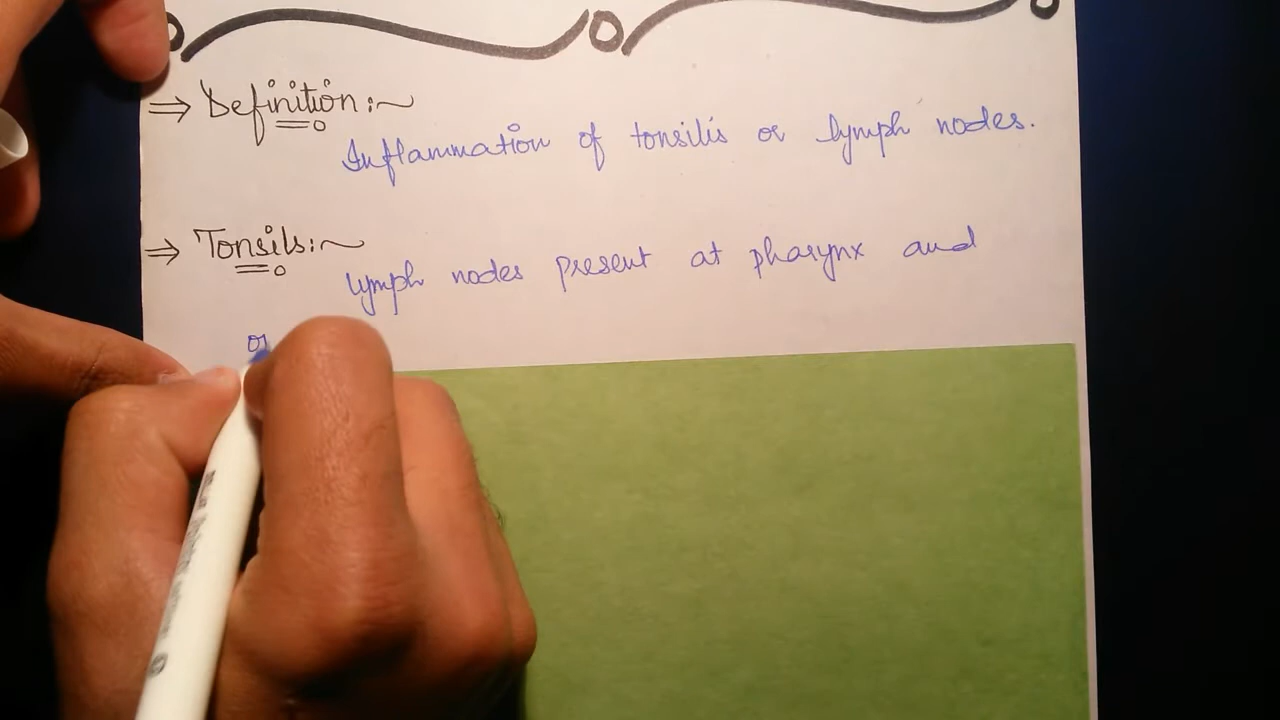 ⇒ Definition:~
Inflammation of tonsilis or lymph nodes.
⇒ Tonsils:~
lymph nodes present at pharynx and